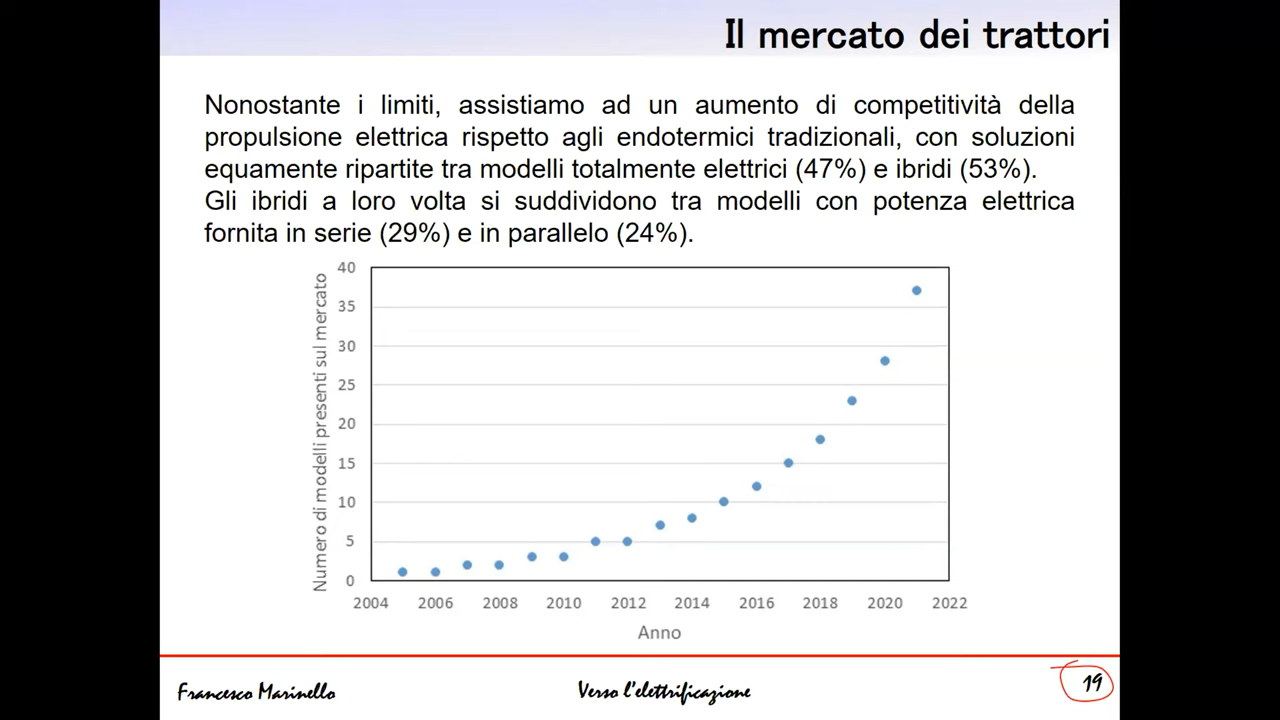 Il mercato dei trattori
Nonostante i limiti, assistiamo ad un aumento di competitività della
propulsione elettrica rispetto agli endotermici tradizionali, con soluzioni
equamente ripartite tra modelli totalmente elettrici (47%) e ibridi (53%).
Gli ibridi a loro volta si suddividono tra modelli con potenza elettrica
fornita in serie (29%) e in parallelo (24%).
Numero di modelli presenti sul mercato
40
35
30
25
20
15
10
5
0
2004 2006 2008 2010 2012 2014 2016 2018 2020 2022
Anno
Francesco Marinello Verso l'elettrificazione 19